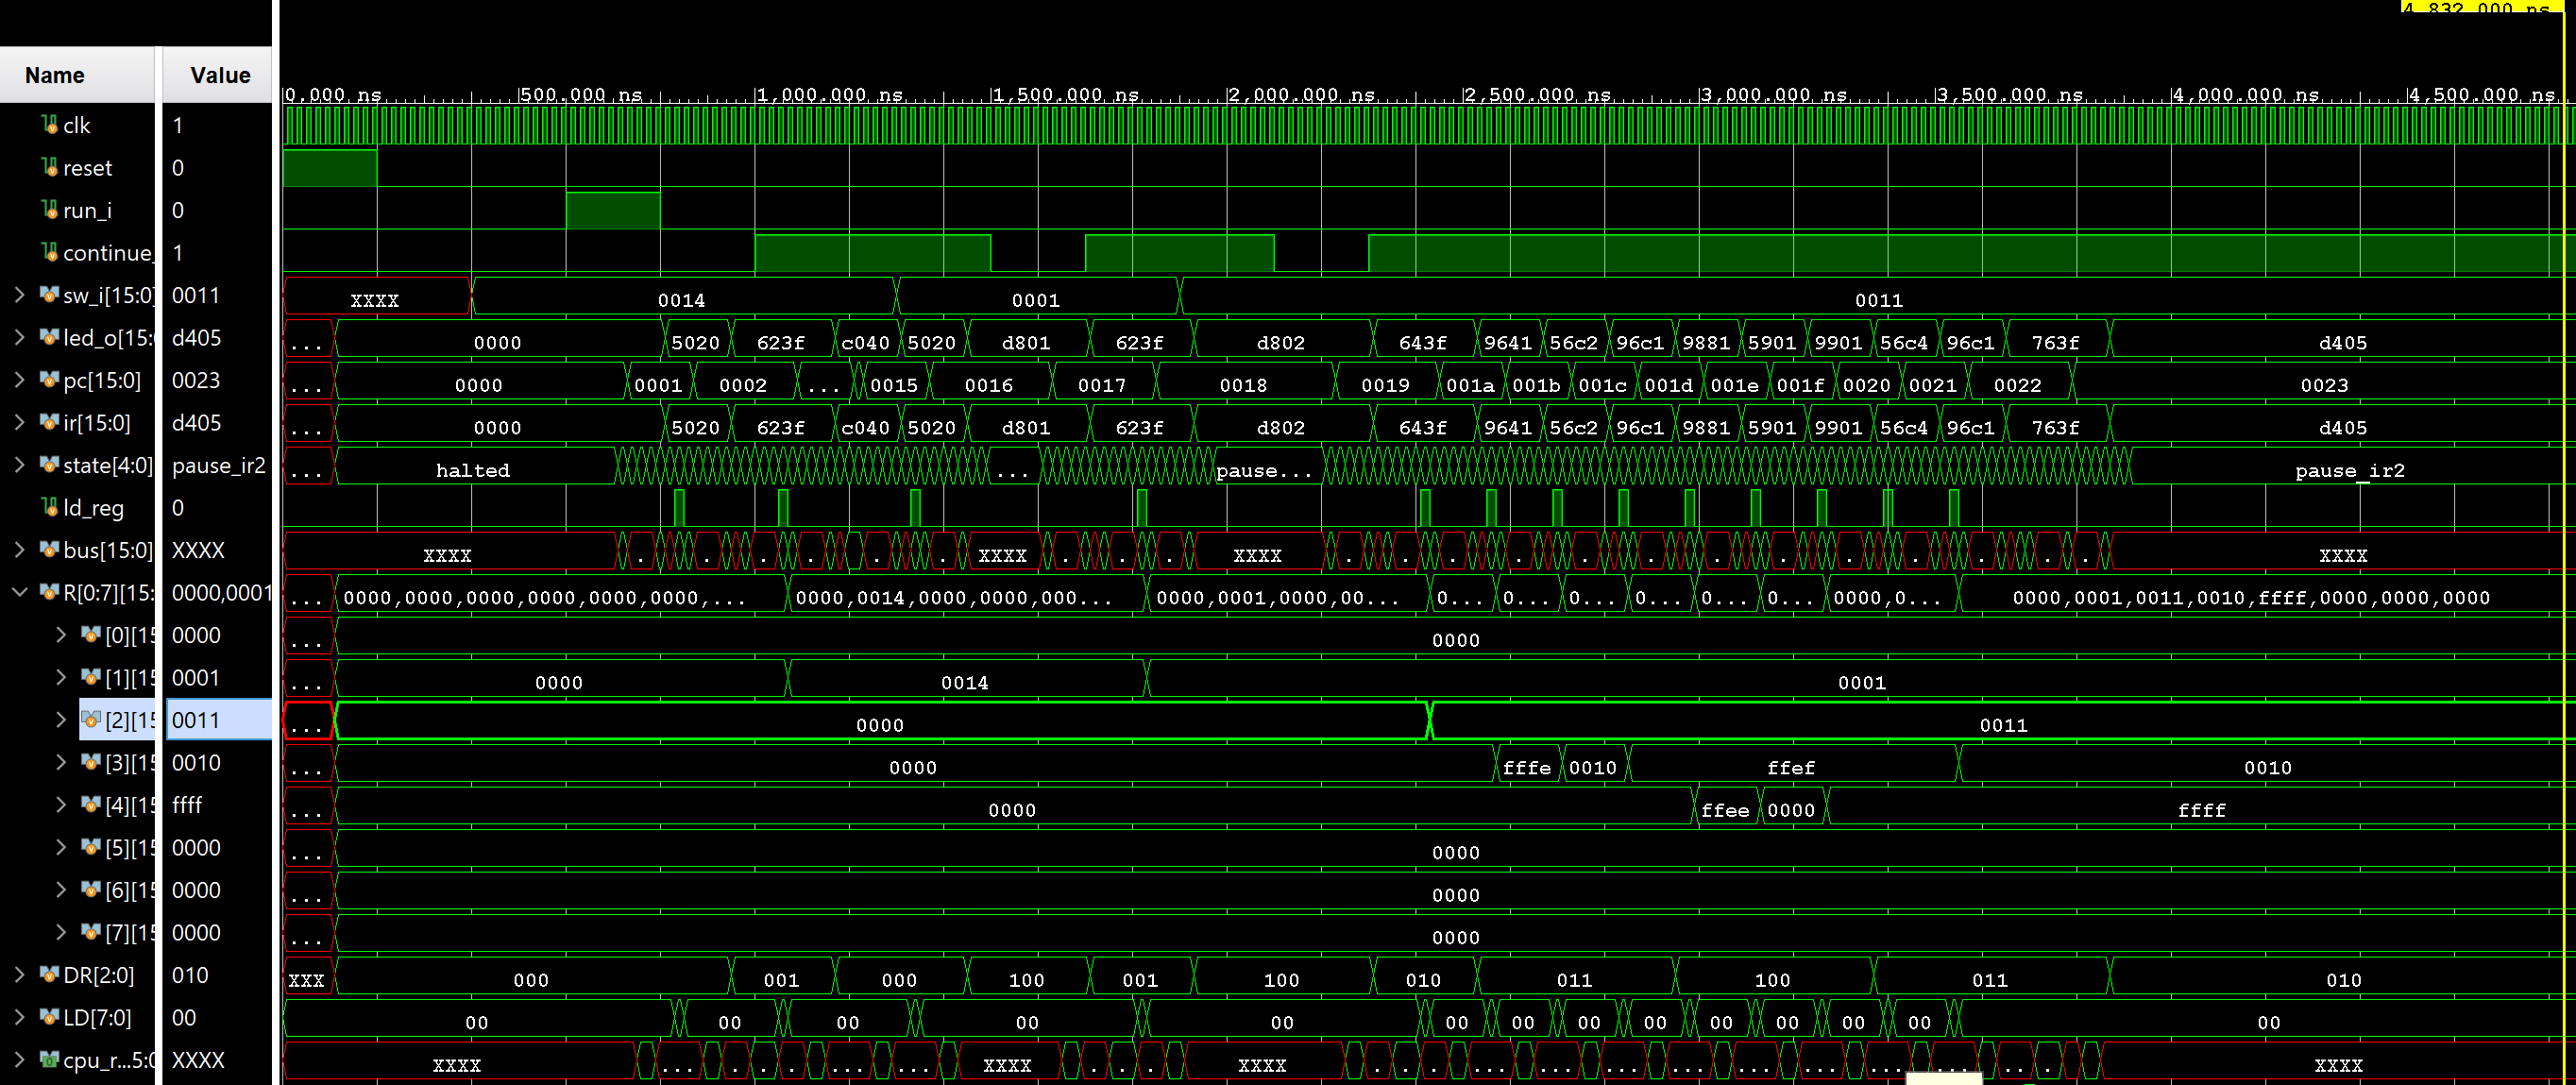 4,832.000 ns
Name Value
0.000 ns 500.000 ns 1,000.000 ns 1,500.000 ns 2,000.000 ns 2,500.000 ns 3,000.000 ns 3,500.000 ns 4,000.000 ns 4,500.000 ns
clk 1
reset 0
run_i 0
continue_ 1
sw_i[15:0] 0011 XXXX 0014 0001 0011
led_o[15:0 d405 ... 0000 5020 623f c040 5020 d801 623f d802 643f 9641 56c2 96c1 9881 5901 9901 56c4 96c1 763f d405
pc[15:0] 0023 ... 0000 0001 0002 ... 0015 0016 0017 0018 0019 001a 001b 001c 001d 001e 001f 0020 0021 0022 0023
ir[15:0] d405 ... 0000 5020 623f c040 5020 d801 623f d802 643f 9641 56c2 96c1 9881 5901 9901 56c4 96c1 763f d405
state[4:0] pause_ir2 ... halted ... pause... pause_ir2
ld_reg 0
bus[15:0] XXXX XXXX . . . . . . XXXX . . . XXXX . . . . . . . . . . . . XXXX
R[0:7][15: 0000,0001 ... 0000,0000,0000,0000,0000,0000,... 0000,0014,0000,0000,000... 0000,0001,0000,00... 0... 0... 0... 0... 0... 0... 0000,0... 0000,0001,0011,0010,ffff,0000,0000,0000
[0][15 0000 ... 0000
[1][15 0001 ... 0000 0014 0001
[2][15 0011 ... 0000 0011
[3][15 0010 ... 0000 fffe 0010 ffef 0010
[4][15 ffff ... 0000 ffee 0000 ffff
[5][15 0000 ... 0000
[6][15 0000 ... 0000
[7][15 0000 ... 0000
DR[2:0] 010 XXX 000 001 000 100 001 100 010 011 100 011 010
LD[7:0] 00 00 00 00 00 00 00 00 00 00 00 00 00 00 00
cpu_r...5:0 XXXX XXXX ... . . . ... ... XXXX . . . XXXX . . . ... ... ... ... ... ... ... ... .. . XXXX